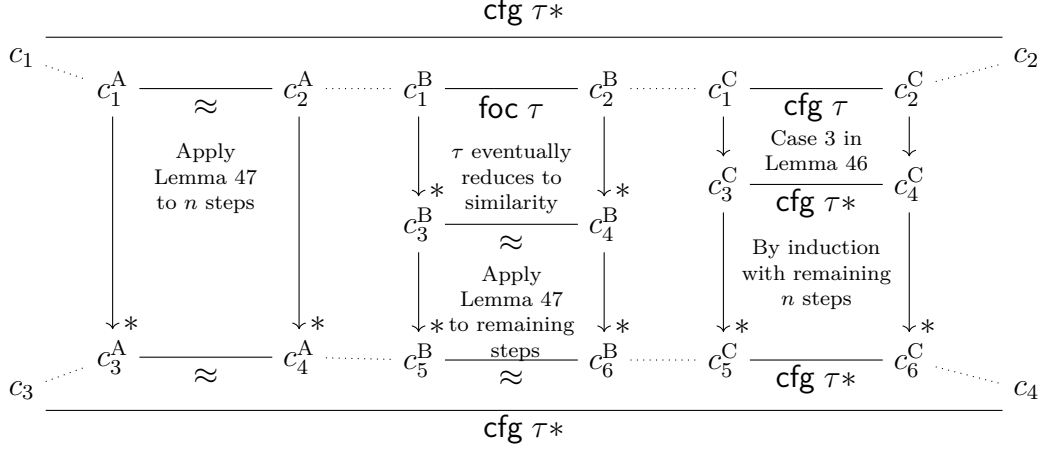 cfg τ∗
c₁ c₂
c₁ᴬ ≈ c₂ᴬ c₁ᴮ foc τ c₂ᴮ c₁ᶜ cfg τ c₂ᶜ
Apply
Lemma 47
to n steps
τ eventually
reduces to
similarity
Case 3 in
Lemma 46
* *
c₃ᴮ ≈ c₄ᴮ
c₃ᶜ cfg τ∗ c₄ᶜ
Apply
Lemma 47
to remaining
steps
By induction
with remaining
n steps
* * * * * *
c₃ᴬ ≈ c₄ᴬ c₅ᴮ ≈ c₆ᴮ c₅ᶜ cfg τ∗ c₆ᶜ
c₃ c₄
cfg τ∗